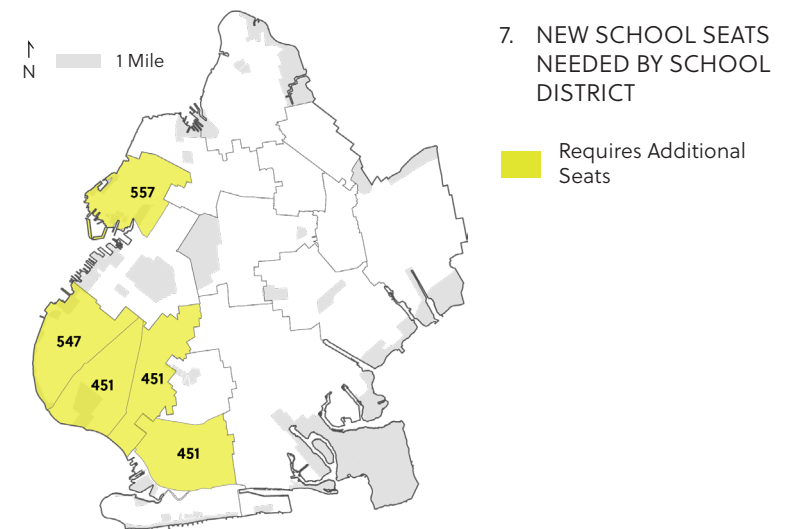 N
1 Mile
7. NEW SCHOOL SEATS
NEEDED BY SCHOOL
DISTRICT
Requires Additional
Seats
557
547
451
451
451